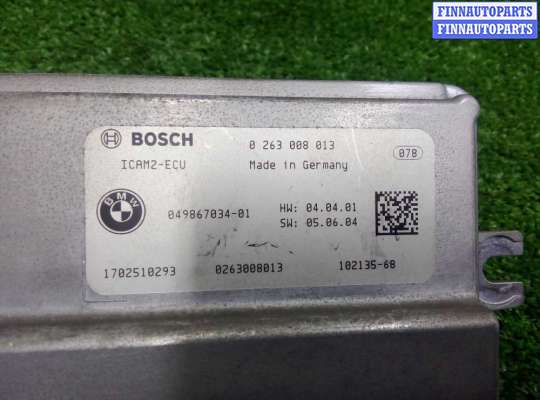 FINNAUTOPARTS
FINNAUTOPARTS
BOSCH 0 263 008 013
ICAM2-ECU Made in Germany 078
BMW
049867034-01 HW: 04.04.01
SW: 05.06.04
1702510293 0263008013 102135-68